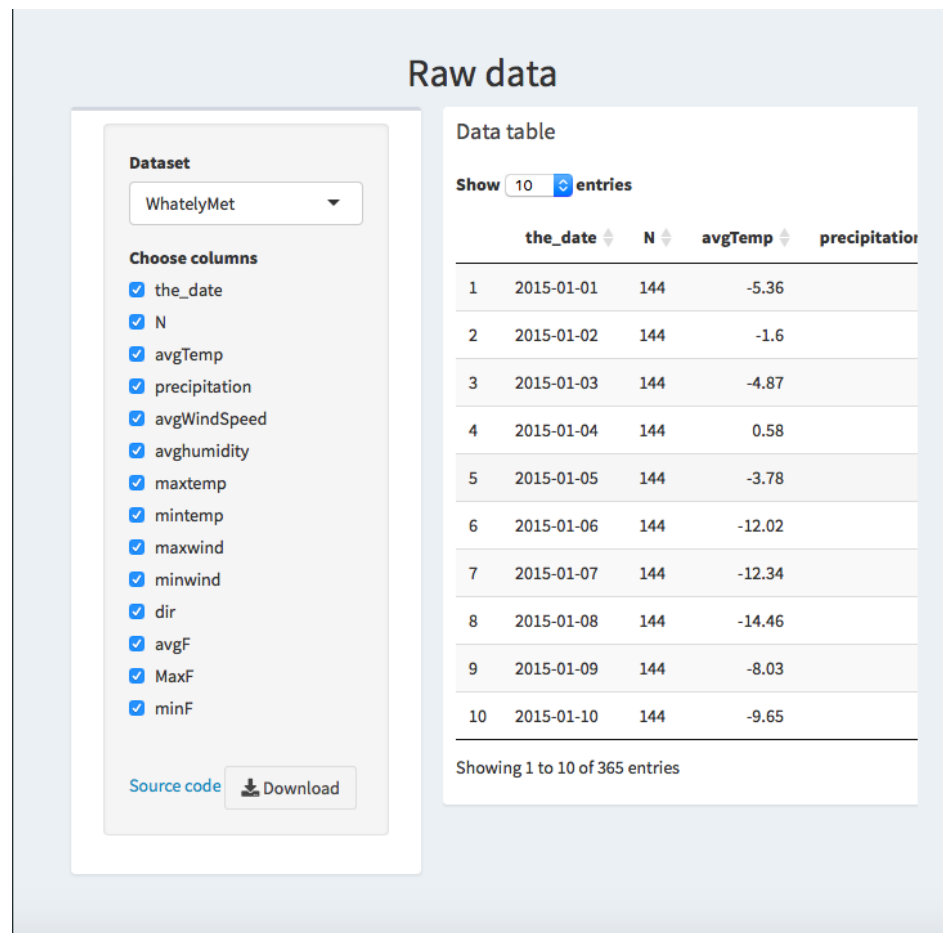 Raw data
Dataset
WhatelyMet
Choose columns
the_date
N
avgTemp
precipitation
avgWindSpeed
avghumidity
maxtemp
mintemp
maxwind
minwind
dir
avgF
MaxF
minF
Source code Download
Data table
Show 10 entries
the_date N avgTemp precipitation
1 2015-01-01 144 -5.36
2 2015-01-02 144 -1.6
3 2015-01-03 144 -4.87
4 2015-01-04 144 0.58
5 2015-01-05 144 -3.78
6 2015-01-06 144 -12.02
7 2015-01-07 144 -12.34
8 2015-01-08 144 -14.46
9 2015-01-09 144 -8.03
10 2015-01-10 144 -9.65
Showing 1 to 10 of 365 entries